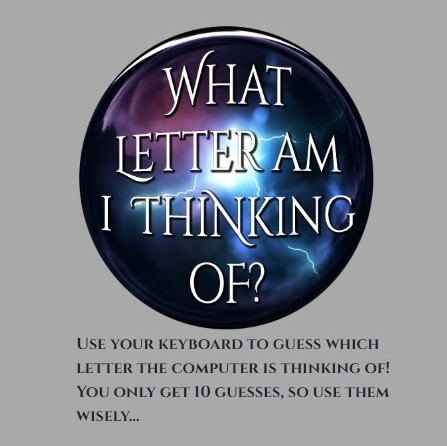 What
Letter am
I thinking
of?
Use your keyboard to guess which
letter the computer is thinking of!
You only get 10 guesses, so use them
wisely...